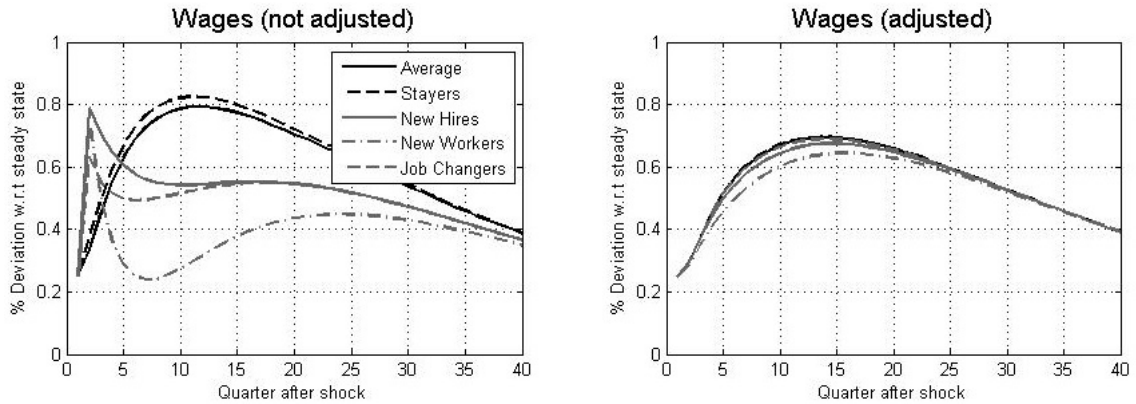 Wages (not adjusted)
% Deviation w.r.t steady state
1
0.8
0.6
0.4
0.2
0
Average
Stayers
New Hires
New Workers
Job Changers
0 5 10 15 20 25 30 35 40
Quarter after shock
Wages (adjusted)
% Deviation w.r.t steady state
1
0.8
0.6
0.4
0.2
0
0 5 10 15 20 25 30 35 40
Quarter after shock